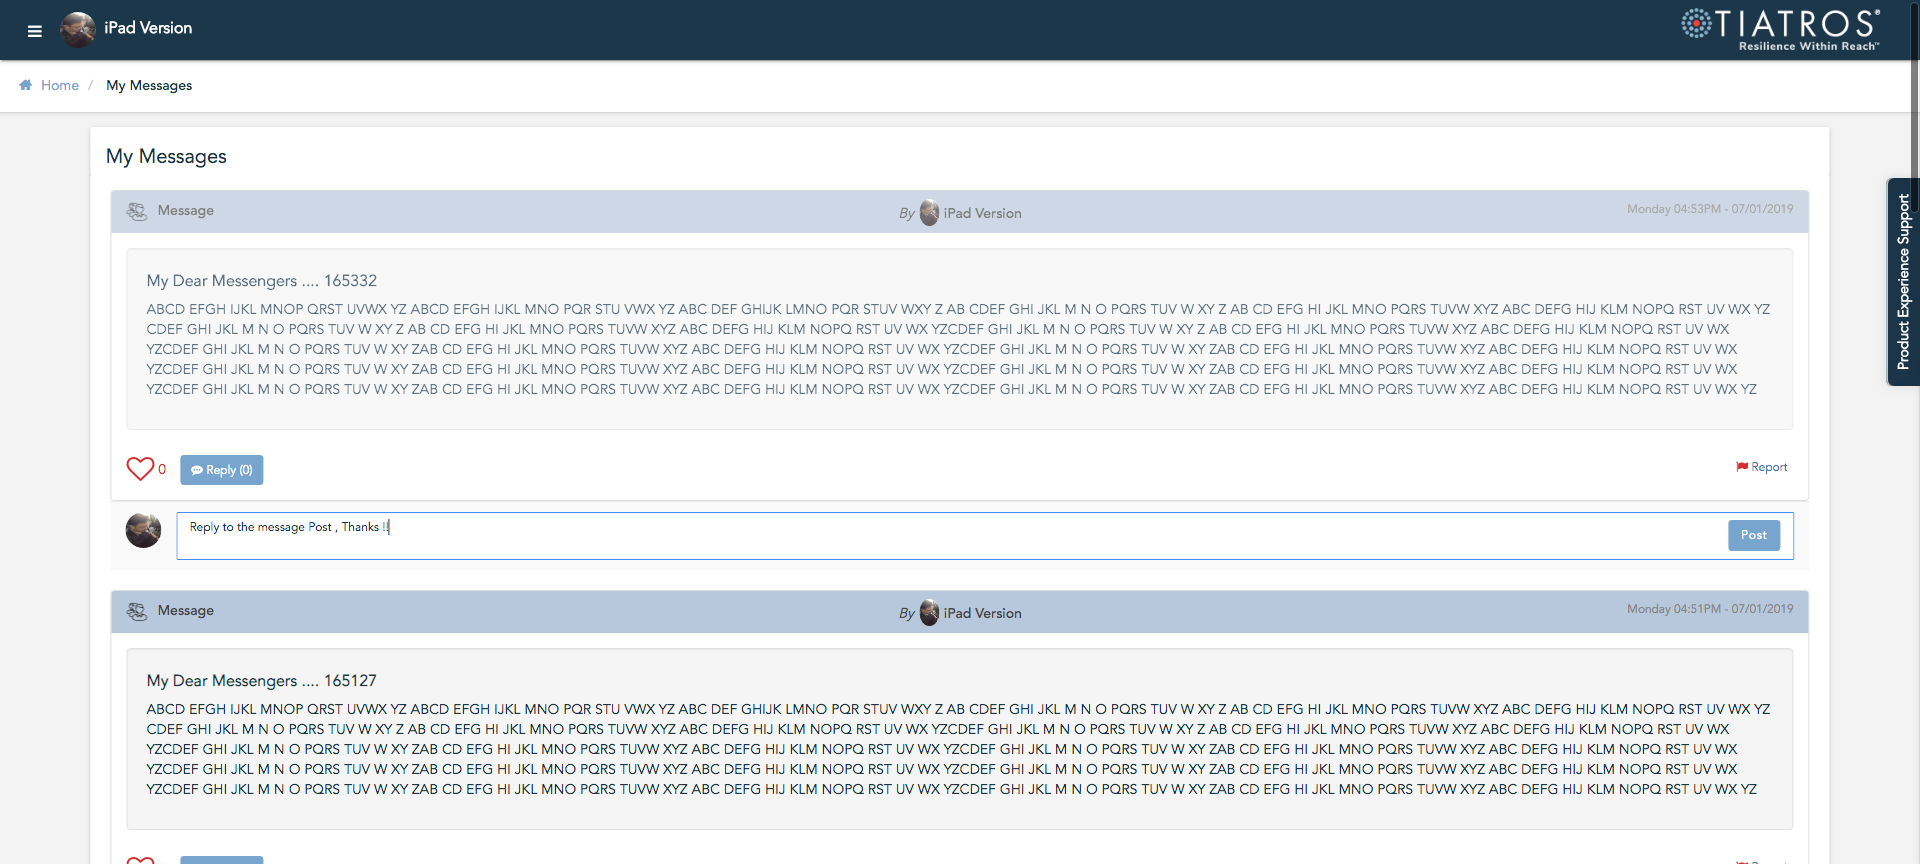 iPad Version
TIATROS®
Resilience Within Reach™
Home / My Messages
My Messages
Message
By iPad Version
Monday 04:53PM - 07/01/2019
My Dear Messengers .... 165332
ABCD EFGH IJKL MNOP QRST UVWX YZ ABCD EFGH IJKL MNO PQR STU VWX YZ ABC DEF GHIJK LMNO PQR STUV WXY Z AB CDEF GHI JKL M N O PQRS TUV W XY Z AB CD EFG HI JKL MNO PQRS TUVW XYZ ABC DEFG HIJ KLM NOPQ RST UV WX YZ
CDEF GHI JKL M N O PQRS TUV W XY Z AB CD EFG HI JKL MNO PQRS TUVW XYZ ABC DEFG HIJ KLM NOPQ RST UV WX YZCDEF GHI JKL M N O PQRS TUV W XY Z AB CD EFG HI JKL MNO PQRS TUVW XYZ ABC DEFG HIJ KLM NOPQ RST UV WX
YZCDEF GHI JKL M N O PQRS TUV W XY ZAB CD EFG HI JKL MNO PQRS TUVW XYZ ABC DEFG HIJ KLM NOPQ RST UV WX YZCDEF GHI JKL M N O PQRS TUV W XY ZAB CD EFG HI JKL MNO PQRS TUVW XYZ ABC DEFG HIJ KLM NOPQ RST UV WX
YZCDEF GHI JKL M N O PQRS TUV W XY ZAB CD EFG HI JKL MNO PQRS TUVW XYZ ABC DEFG HIJ KLM NOPQ RST UV WX YZCDEF GHI JKL M N O PQRS TUV W XY ZAB CD EFG HI JKL MNO PQRS TUVW XYZ ABC DEFG HIJ KLM NOPQ RST UV WX
YZCDEF GHI JKL M N O PQRS TUV W XY ZAB CD EFG HI JKL MNO PQRS TUVW XYZ ABC DEFG HIJ KLM NOPQ RST UV WX YZCDEF GHI JKL M N O PQRS TUV W XY ZAB CD EFG HI JKL MNO PQRS TUVW XYZ ABC DEFG HIJ KLM NOPQ RST UV WX YZ
0
Reply (0)
Report
Reply to the message Post , Thanks !!
Post
Message
By iPad Version
Monday 04:51PM - 07/01/2019
My Dear Messengers .... 165127
ABCD EFGH IJKL MNOP QRST UVWX YZ ABCD EFGH IJKL MNO PQR STU VWX YZ ABC DEF GHIJK LMNO PQR STUV WXY Z AB CDEF GHI JKL M N O PQRS TUV W XY Z AB CD EFG HI JKL MNO PQRS TUVW XYZ ABC DEFG HIJ KLM NOPQ RST UV WX YZ
CDEF GHI JKL M N O PQRS TUV W XY Z AB CD EFG HI JKL MNO PQRS TUVW XYZ ABC DEFG HIJ KLM NOPQ RST UV WX YZCDEF GHI JKL M N O PQRS TUV W XY Z AB CD EFG HI JKL MNO PQRS TUVW XYZ ABC DEFG HIJ KLM NOPQ RST UV WX
YZCDEF GHI JKL M N O PQRS TUV W XY ZAB CD EFG HI JKL MNO PQRS TUVW XYZ ABC DEFG HIJ KLM NOPQ RST UV WX YZCDEF GHI JKL M N O PQRS TUV W XY ZAB CD EFG HI JKL MNO PQRS TUVW XYZ ABC DEFG HIJ KLM NOPQ RST UV WX
YZCDEF GHI JKL M N O PQRS TUV W XY ZAB CD EFG HI JKL MNO PQRS TUVW XYZ ABC DEFG HIJ KLM NOPQ RST UV WX YZCDEF GHI JKL M N O PQRS TUV W XY ZAB CD EFG HI JKL MNO PQRS TUVW XYZ ABC DEFG HIJ KLM NOPQ RST UV WX
YZCDEF GHI JKL M N O PQRS TUV W XY ZAB CD EFG HI JKL MNO PQRS TUVW XYZ ABC DEFG HIJ KLM NOPQ RST UV WX YZCDEF GHI JKL M N O PQRS TUV W XY ZAB CD EFG HI JKL MNO PQRS TUVW XYZ ABC DEFG HIJ KLM NOPQ RST UV WX YZ
Product Experience Support